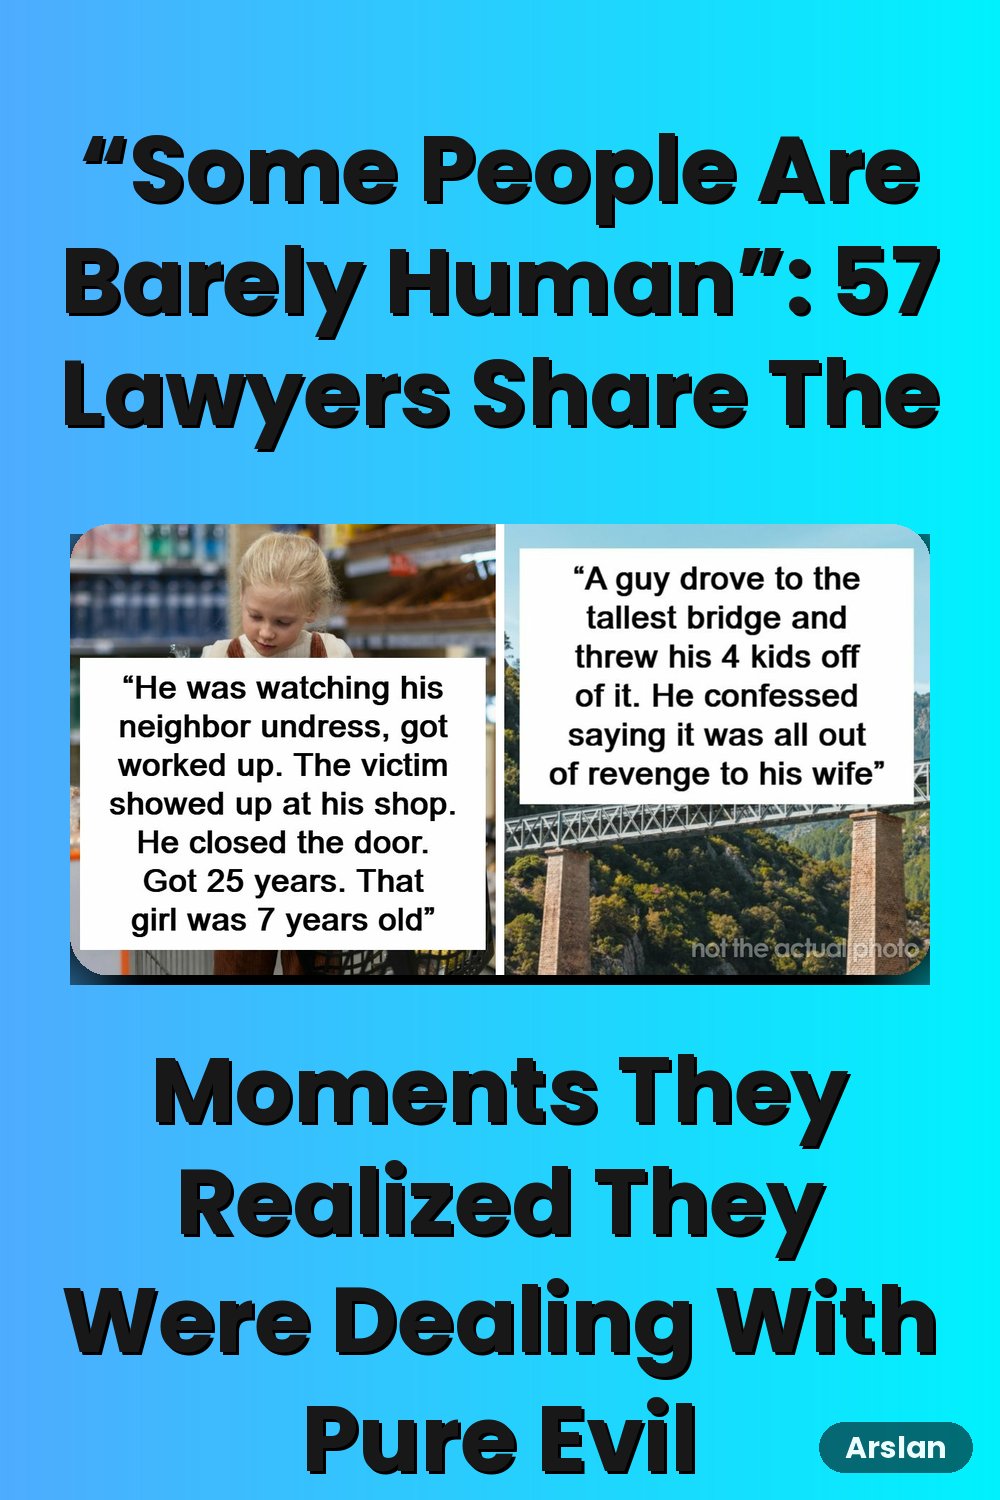 “Some People Are
Barely Human”: 57
Lawyers Share The
“He was watching his
neighbor undress, got
worked up. The victim
showed up at his shop.
He closed the door.
Got 25 years. That
girl was 7 years old”
“A guy drove to the
tallest bridge and
threw his 4 kids off
of it. He confessed
saying it was all out
of revenge to his wife”
not the actual photo
Moments They
Realized They
Were Dealing With
Pure Evil
Arslan